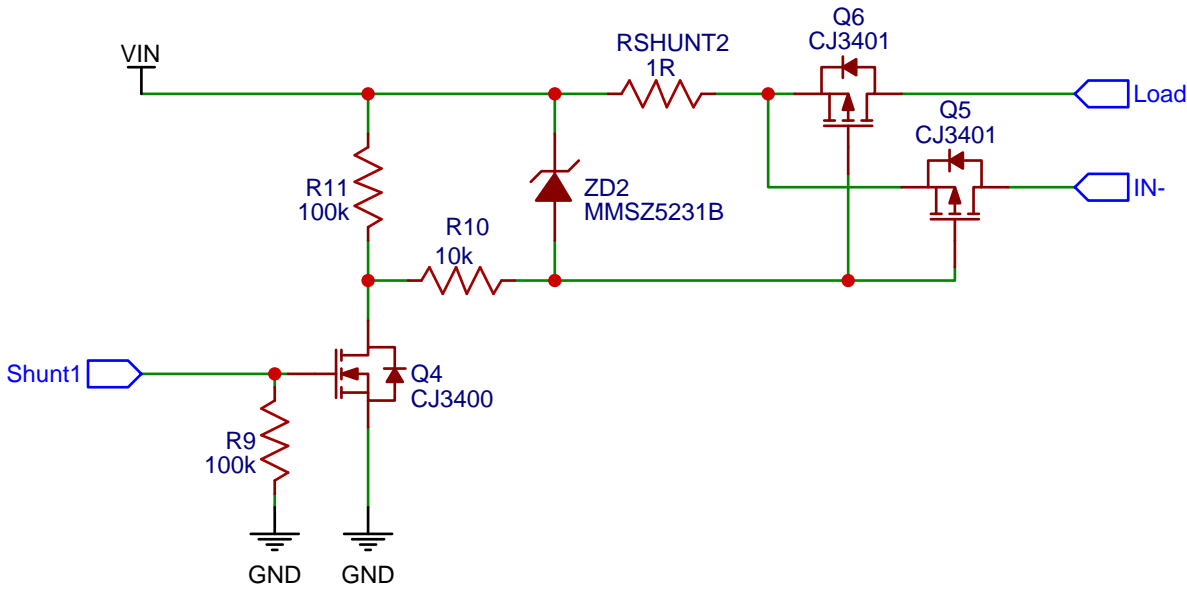 VIN
RSHUNT2
1R
Q6
CJ3401
Load
Q5
CJ3401
IN-
R11
100k
ZD2
MMSZ5231B
R10
10k
Shunt1
Q4
CJ3400
R9
100k
GND
GND